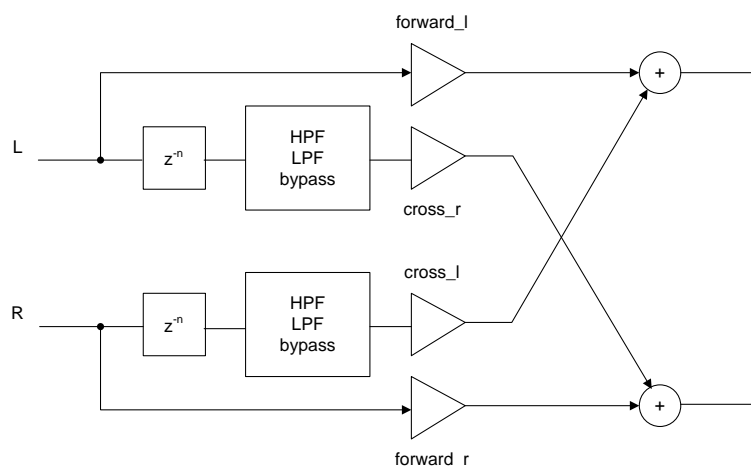 forward_l
+
L
z-n
HPF
LPF
bypass
cross_r
cross_l
R
z-n
HPF
LPF
bypass
+
forward_r